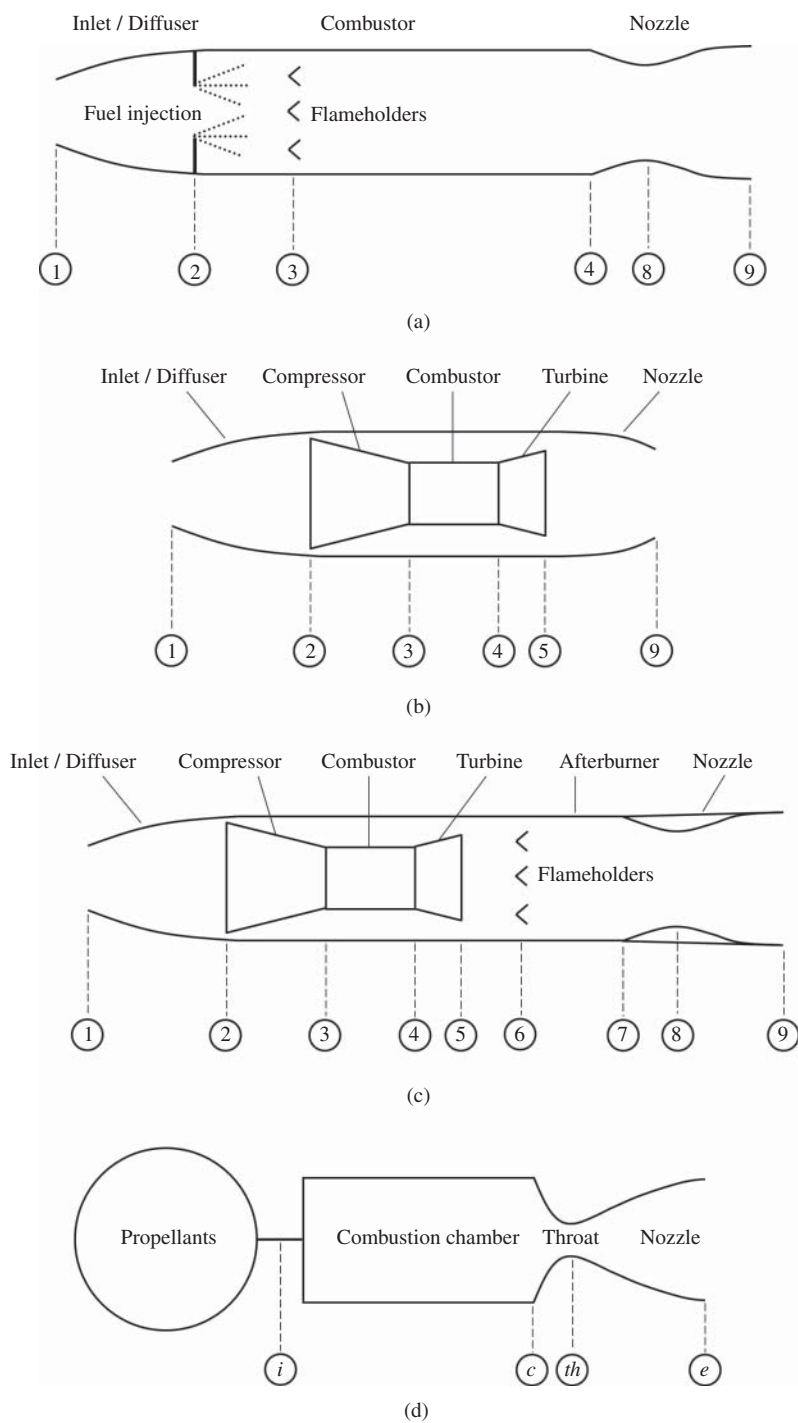 Inlet / Diffuser Combustor Nozzle
Fuel injection Flameholders
1 2 3 4 8 9
(a)
Inlet / Diffuser Compressor Combustor Turbine Nozzle
1 2 3 4 5 9
(b)
Inlet / Diffuser Compressor Combustor Turbine Afterburner Nozzle
Flameholders
1 2 3 4 5 6 7 8 9
(c)
Propellants Combustion chamber Throat Nozzle
i c th e
(d)